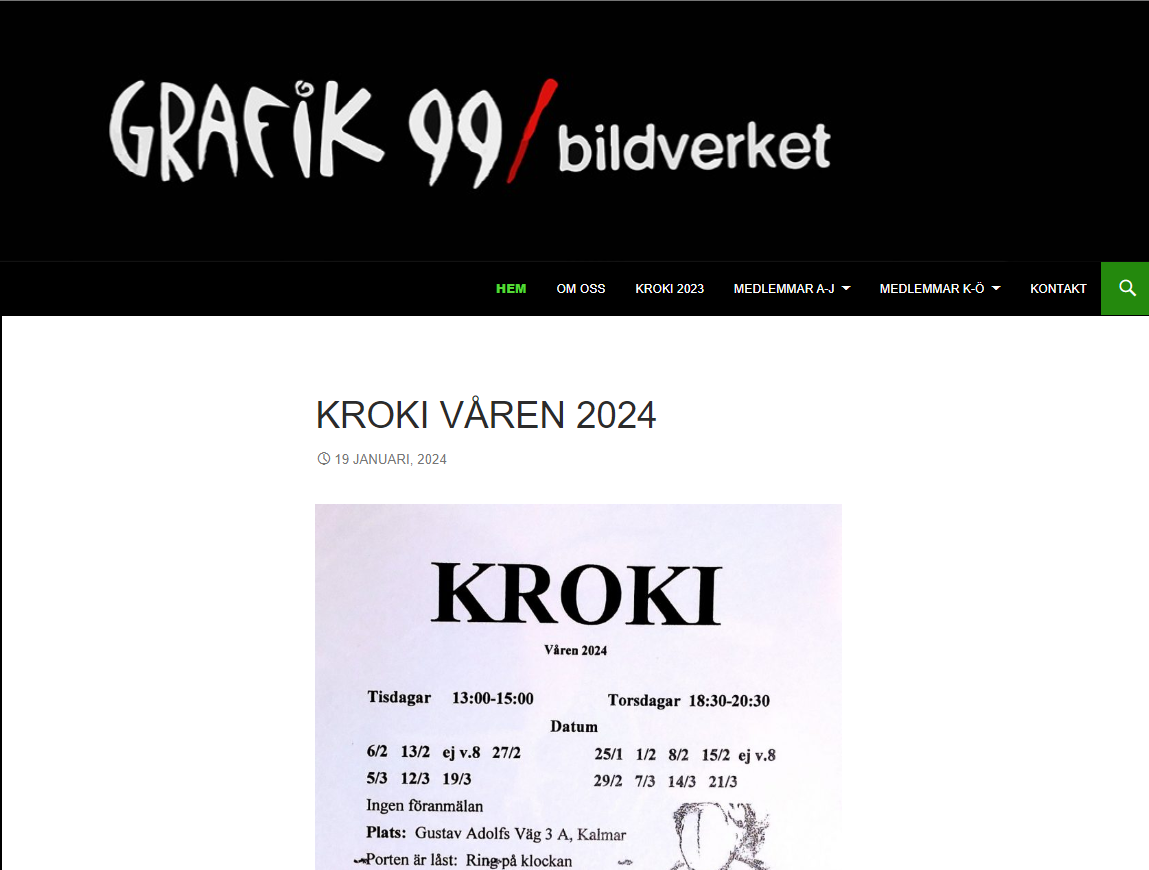 GRAFiK 99/bildverket
HEM OM OSS KROKI 2023 MEDLEMMAR A-J MEDLEMMAR K-Ö KONTAKT
KROKI VÅREN 2024
19 JANUARI, 2024
KROKI
Våren 2024
Tisdagar 13:00-15:00 Torsdagar 18:30-20:30
Datum
6/2 13/2 ej v.8 27/2 25/1 1/2 8/2 15/2 ej v.8
5/3 12/3 19/3 29/2 7/3 14/3 21/3
Ingen föranmälan
Plats: Gustav Adolfs Väg 3 A, Kalmar
Porten är låst: Ring på klockan